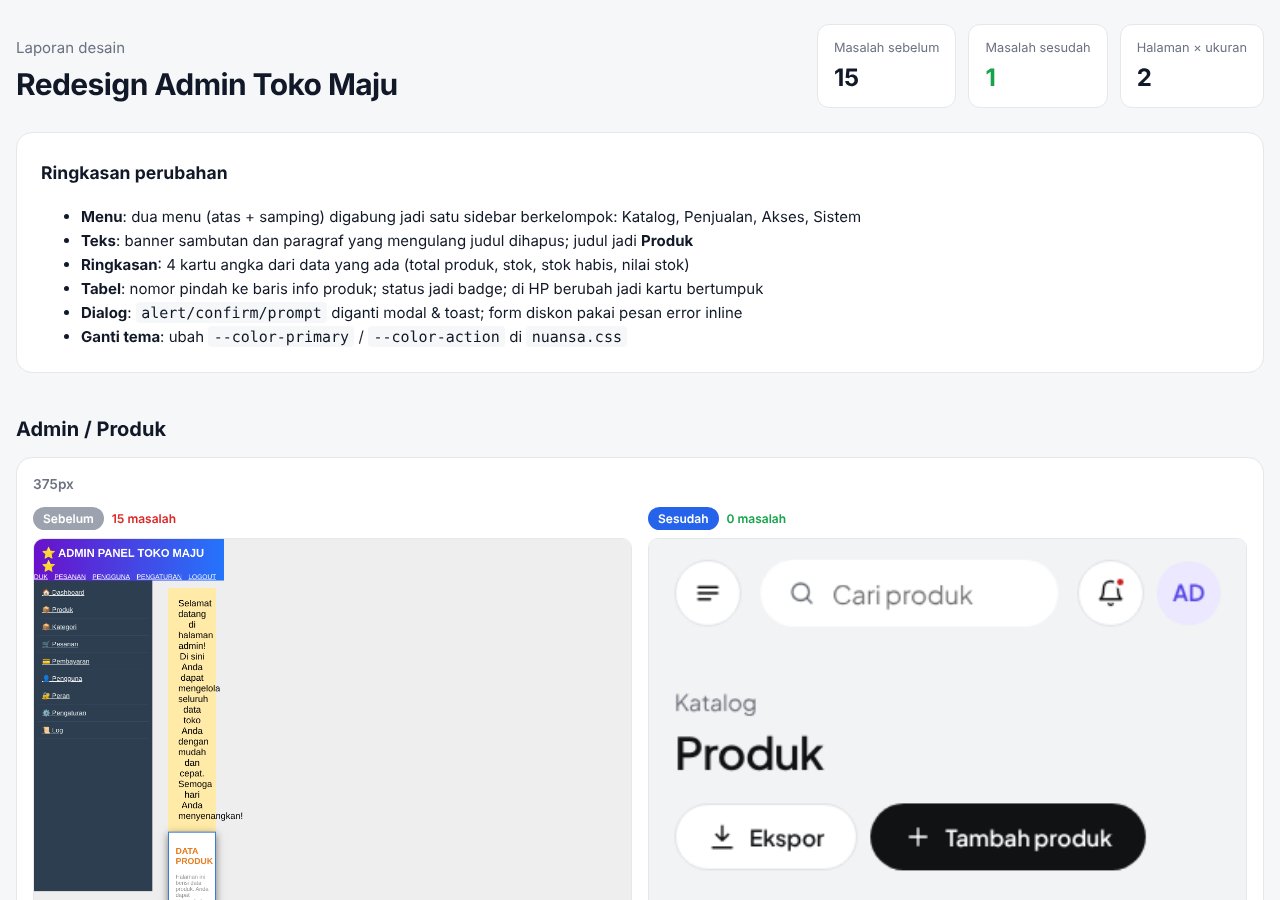 Laporan desain
Redesign Admin Toko Maju
Masalah sebelum
15
Masalah sesudah
1
Halaman × ukuran
2
Ringkasan perubahan
• Menu: dua menu (atas + samping) digabung jadi satu sidebar berkelompok: Katalog, Penjualan, Akses, Sistem
• Teks: banner sambutan dan paragraf yang mengulang judul dihapus; judul jadi Produk
• Ringkasan: 4 kartu angka dari data yang ada (total produk, stok, stok habis, nilai stok)
• Tabel: nomor pindah ke baris info produk; status jadi badge; di HP berubah jadi kartu bertumpuk
• Dialog: alert/confirm/prompt diganti modal & toast; form diskon pakai pesan error inline
• Ganti tema: ubah --color-primary / --color-action di nuansa.css
Admin / Produk
375px
Sebelum 15 masalah
⭐ ADMIN PANEL TOKO MAJU
⭐
DUK PESANAN PENGGUNA PENGATURAN LOGOUT
Dashboard
Produk
Kategori
Pesanan
Pembayaran
Pengguna
Peran
Pengaturan
Log
Selamat
datang
di
halaman
admin!
Di sini
Anda
dapat
mengelola
seluruh
data
toko
Anda
dengan
mudah
dan
cepat.
Semoga
hari
Anda
menyenangkan!
DATA
PRODUK
Halaman ini
berisi data
produk. Anda
dapat
Sesudah 0 masalah
Cari produk
AD
Katalog
Produk
Ekspor
Tambah produk